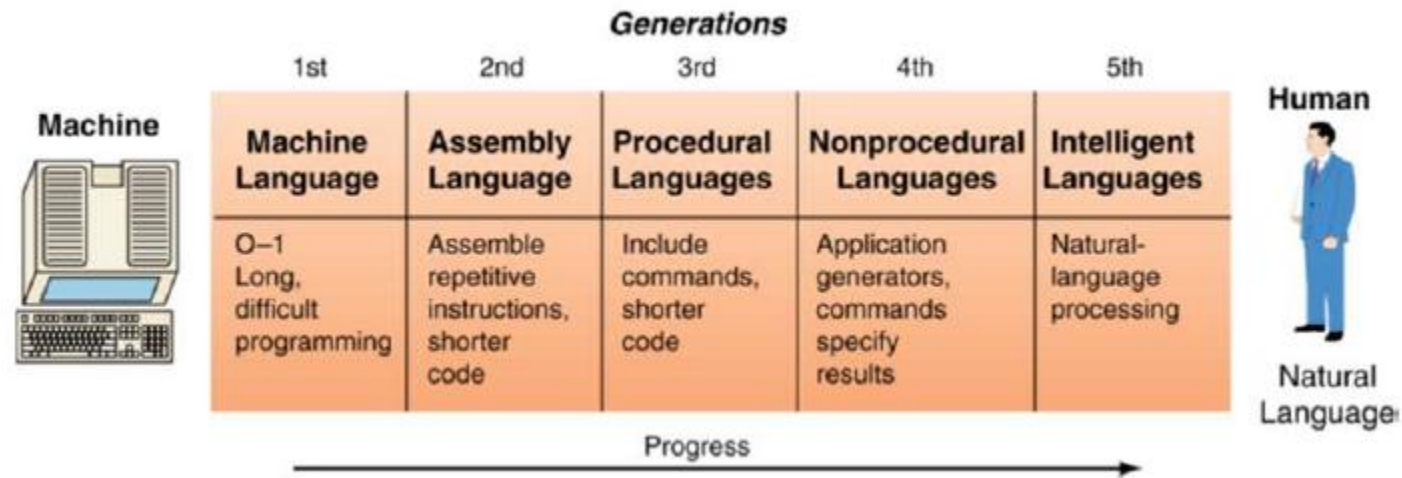 Generations
1st 2nd 3rd 4th 5th
Machine
Human
Machine
Language
Assembly
Language
Procedural
Languages
Nonprocedural
Languages
Intelligent
Languages
O–1
Long,
difficult
programming
Assemble
repetitive
instructions,
shorter
code
Include
commands,
shorter
code
Application
generators,
commands
specify
results
Natural-
language
processing
Natural
Language
Progress